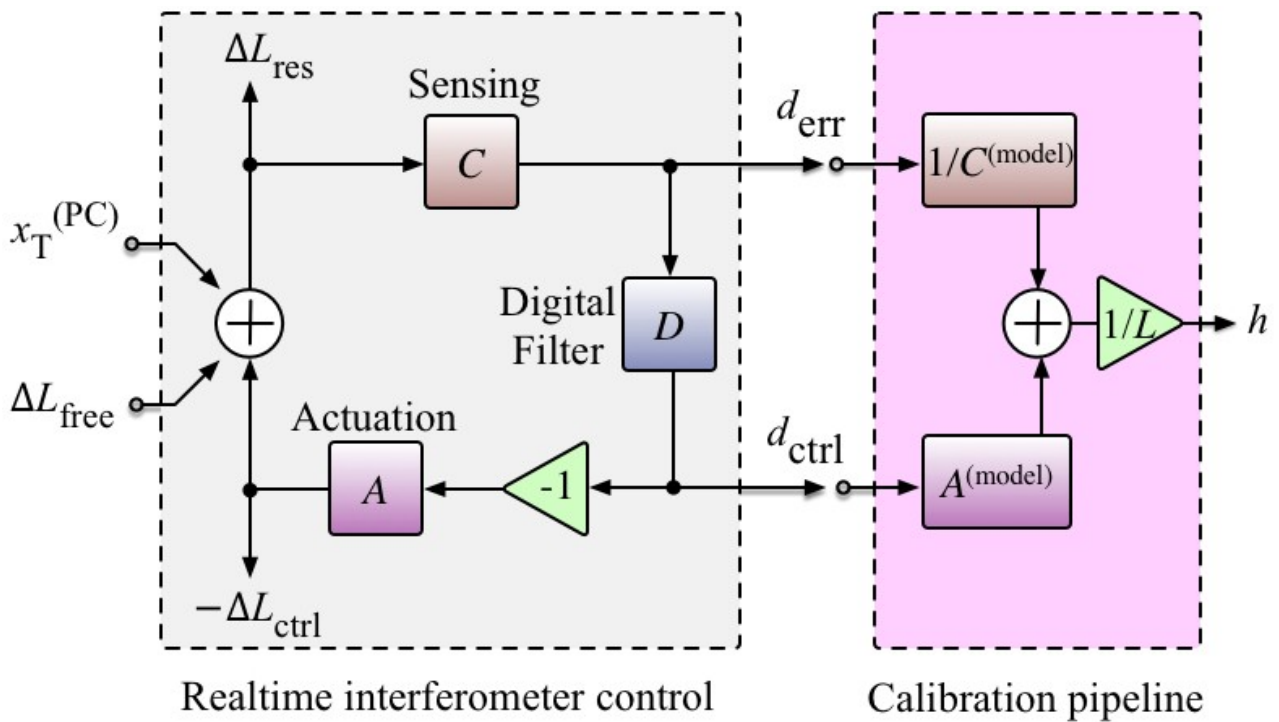 ΔL_res
Sensing
C
d_err
1/C^(model)
x_T^(PC)
Digital
Filter
D
1/L
h
ΔL_free
Actuation
A
-1
d_ctrl
A^(model)
−ΔL_ctrl
Realtime interferometer control
Calibration pipeline